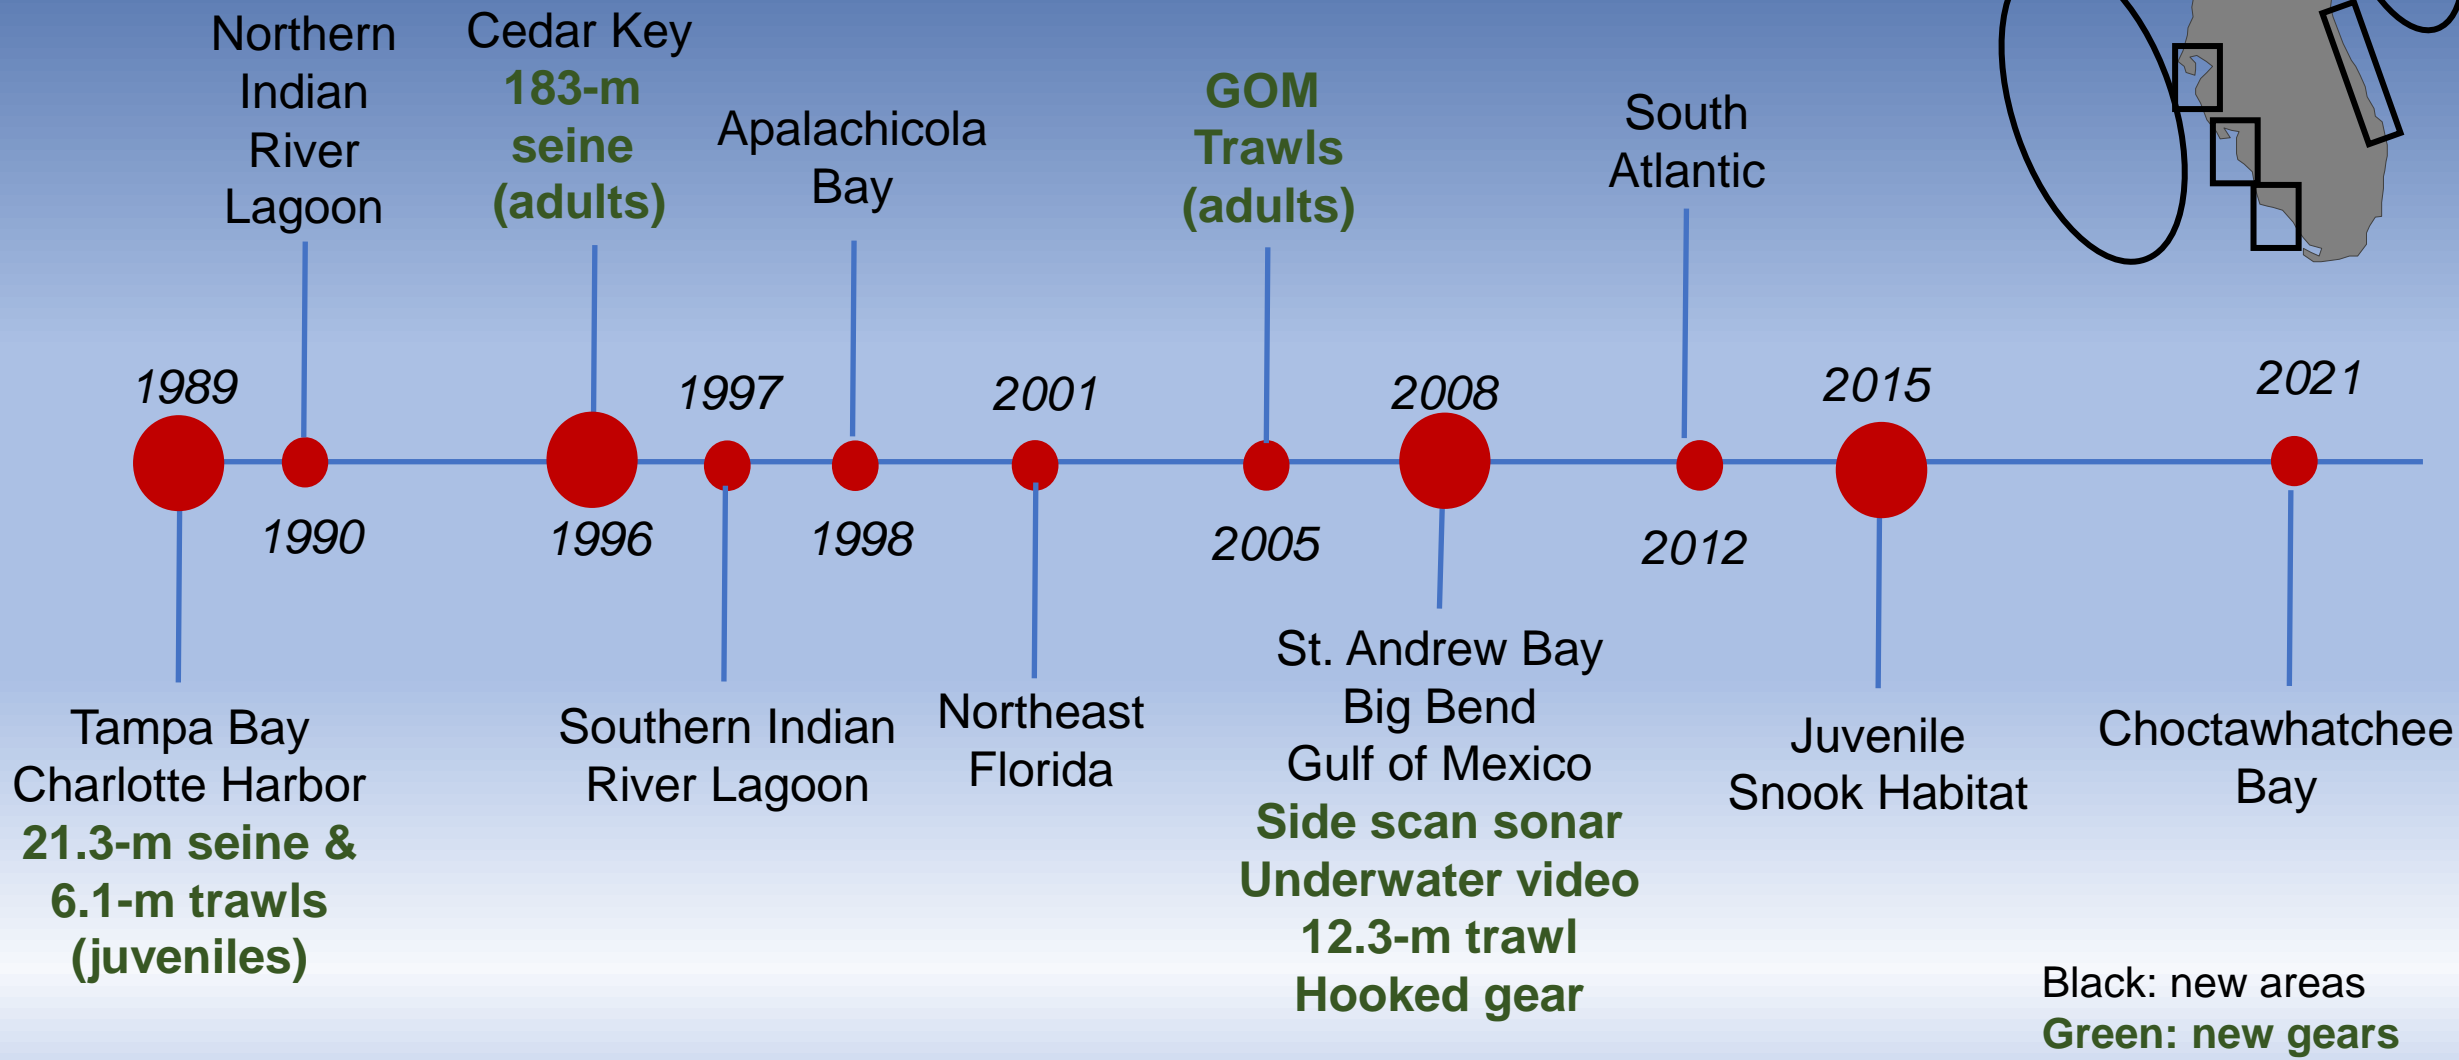 Northern
Indian
River
Lagoon
Cedar Key
183-m
seine
(adults)
Apalachicola
Bay
GOM
Trawls
(adults)
South
Atlantic
1989
1997
2001
2008
2015
2021
1990
1996
1998
2005
2012
Tampa Bay
Charlotte Harbor
21.3-m seine &
6.1-m trawls
(juveniles)
Southern Indian
River Lagoon
Northeast
Florida
St. Andrew Bay
Big Bend
Gulf of Mexico
Side scan sonar
Underwater video
12.3-m trawl
Hooked gear
Juvenile
Snook Habitat
Choctawhatchee
Bay
Black: new areas
Green: new gears